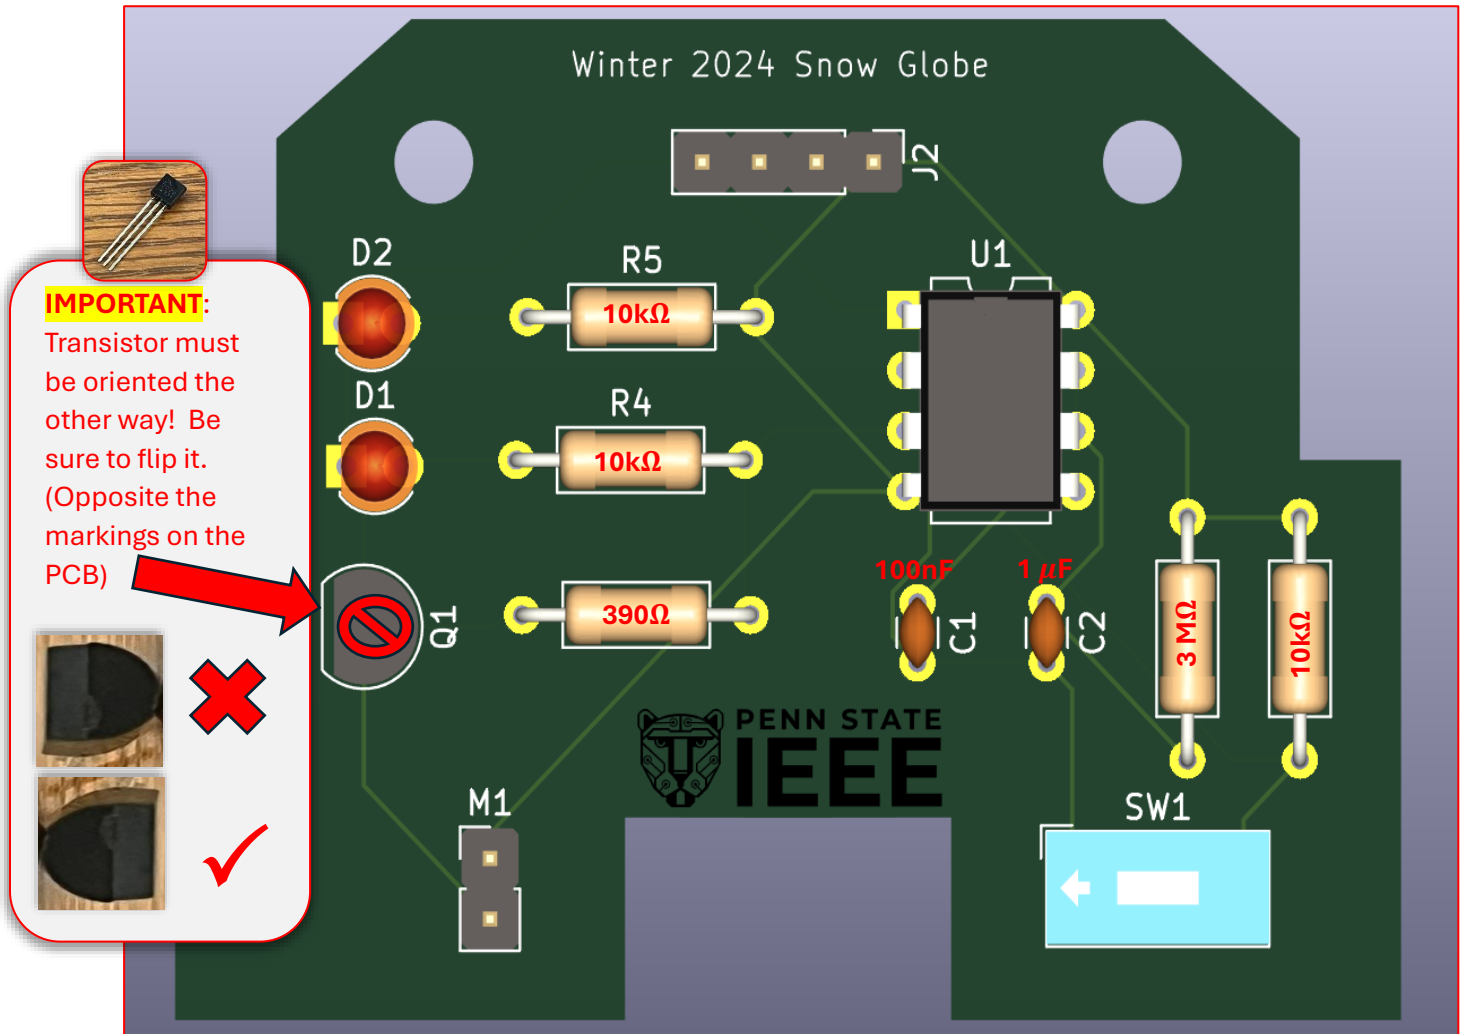 Winter 2024 Snow Globe
J2
D2
R5
U1
10kΩ
IMPORTANT:
Transistor must
be oriented the
other way!  Be
sure to flip it.
(Opposite the
markings on the
PCB)
D1
R4
10kΩ
Q1
390Ω
100nF
1 μF
C1
C2
3 MΩ
10kΩ
PENN STATE
IEEE
M1
SW1